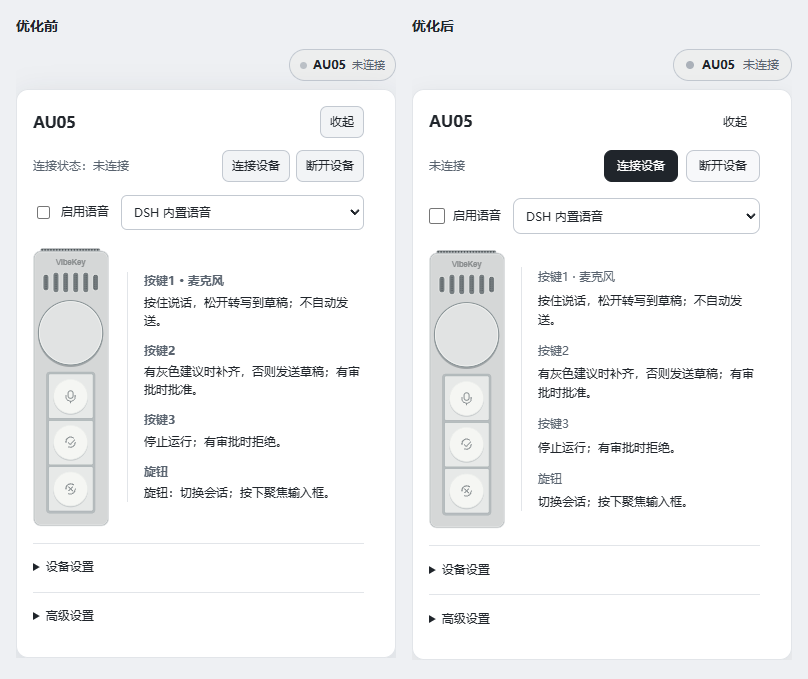 优化前
AU05 未连接
AU05
收起
连接状态：未连接
连接设备
断开设备
启用语音
DSH 内置语音
VibeKey
按键1・麦克风
按住说话，松开转写到草稿；不自动发
送。
按键2
有灰色建议时补齐，否则发送草稿；有审
批时批准。
按键3
停止运行；有审批时拒绝。
旋钮
旋钮：切换会话；按下聚焦输入框。
设备设置
高级设置
优化后
AU05 未连接
AU05
收起
未连接
连接设备
断开设备
启用语音
DSH 内置语音
VibeKey
按键1 · 麦克风
按住说话，松开转写到草稿；不自动发
送。
按键2
有灰色建议时补齐，否则发送草稿；有审
批时批准。
按键3
停止运行；有审批时拒绝。
旋钮
切换会话；按下聚焦输入框。
设备设置
高级设置